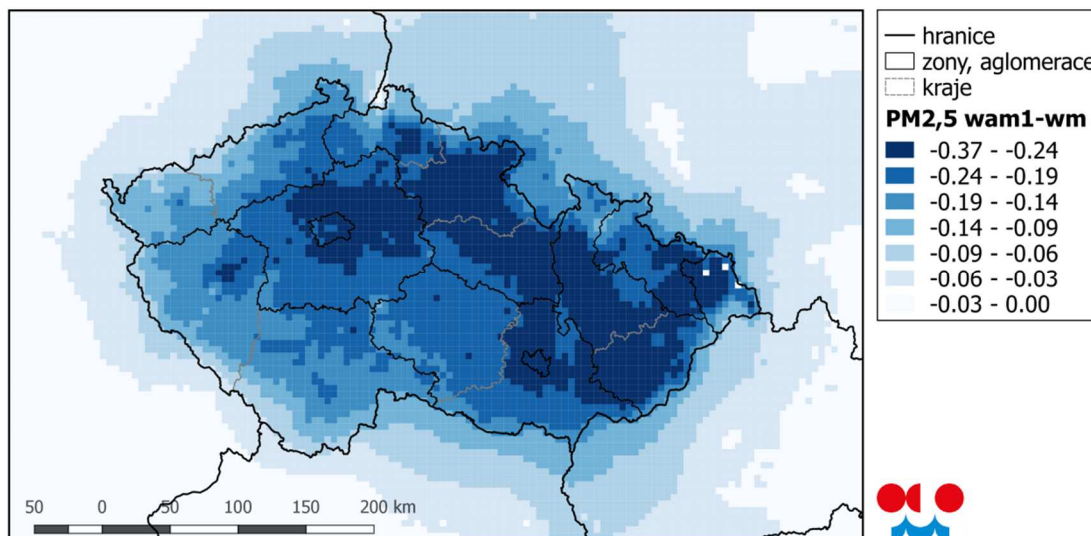 hranice
zony, aglomerace
kraje
PM2,5 wam1-wm
-0.37 - -0.24
-0.24 - -0.19
-0.19 - -0.14
-0.14 - -0.09
-0.09 - -0.06
-0.06 - -0.03
-0.03 - 0.00
50 0 50 100 150 200 km